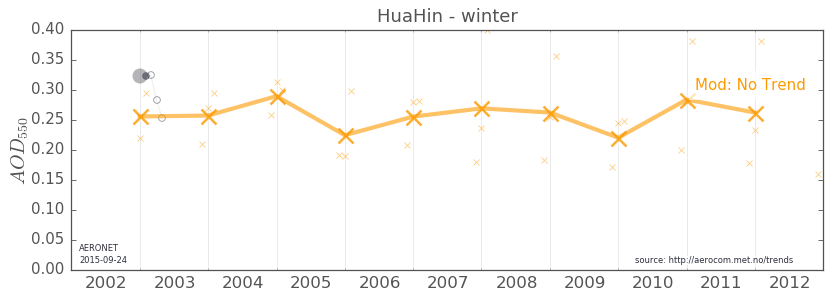 HuaHin - winter
0.40
0.35
0.30
0.25
0.20
0.15
0.10
0.05
0.00
AOD550
Mod: No Trend
AERONET
2015-09-24
source: http://aerocom.met.no/trends
2002 2003 2004 2005 2006 2007 2008 2009 2010 2011 2012